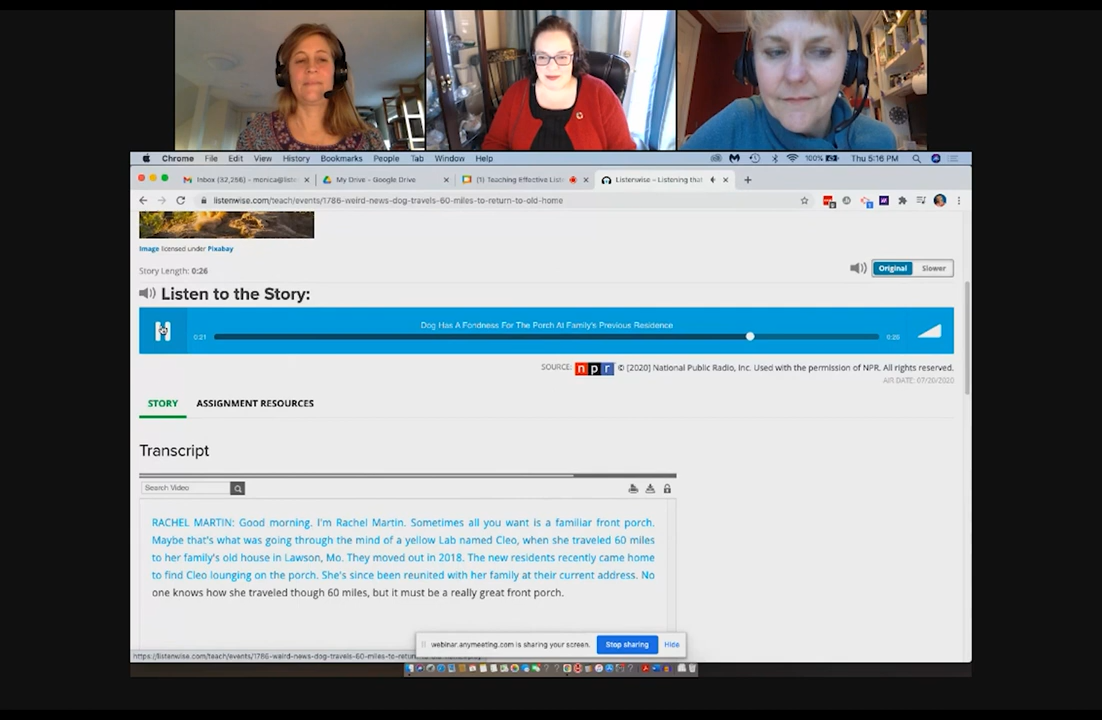 Chrome File Edit View History Bookmarks People Tab Window Help 100% Thu 5:16 PM
Inbox (32,256) - monica@liste My Drive - Google Drive (1) Teaching Effective List Listenwise - Listening that
listenwise.com/teach/events/1786-weird-news-dog-travels-60-miles-to-return-to-old-home
Image licensed under Pixabay
Story Length: 0:26
Original Slower
Listen to the Story:
Dog Has A Fondness For The Porch At Family's Previous Residence
0:21
SOURCE: npr © [2020] National Public Radio, Inc. Used with the permission of NPR. All rights reserved.
AIR DATE: 07/20/2020
STORY ASSIGNMENT RESOURCES
Transcript
Search Video
RACHEL MARTIN: Good morning. I'm Rachel Martin. Sometimes all you want is a familiar front porch.
Maybe that's what was going through the mind of a yellow Lab named Cleo, when she traveled 60 miles
to her family's old house in Lawson, Mo. They moved out in 2018. The new residents recently came home
to find Cleo lounging on the porch. She's since been reunited with her family at their current address. No
one knows how she traveled though 60 miles, but it must be a really great front porch.
webinar.anymeeting.com is sharing your screen. Stop sharing Hide
https://listenwise.com/teach/events/1786-weird-news-dog-travels-60-miles-to-retur